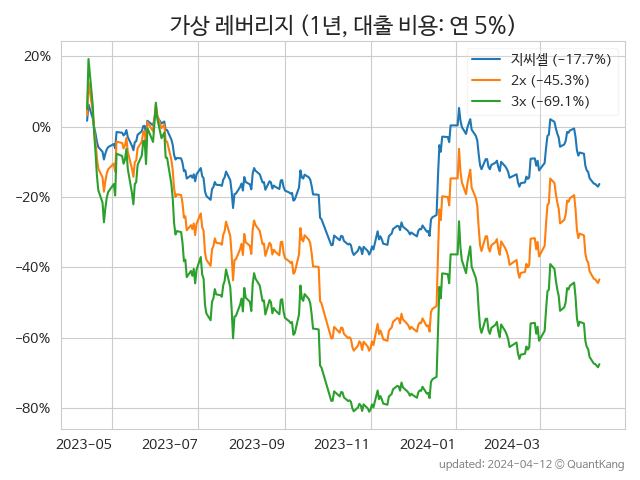 가상 레버리지 (1년, 대출 비용: 연 5%)
지씨셀 (−17.7%)
2x (−45.3%)
3x (−69.1%)
20%
0%
−20%
−40%
−60%
−80%
2023-05 2023-07 2023-09 2023-11 2024-01 2024-03
updated: 2024-04-12 © QuantKang